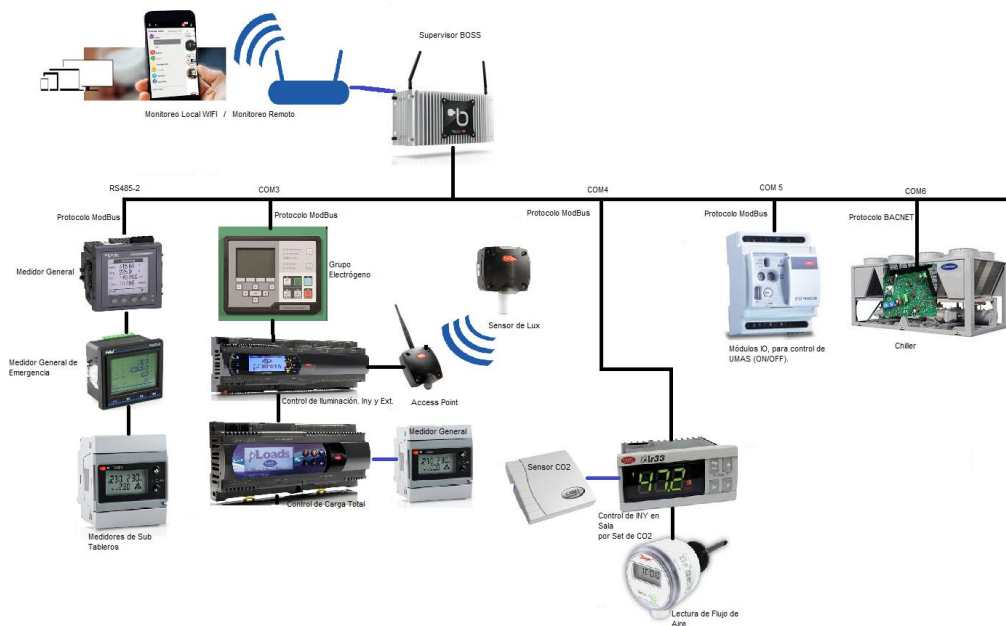 Supervisor BOSS
Monitoreo Local WIFI / Monitoreo Remoto
b
RS485-2
COM3
COM4
COM 5
COM6
Protocolo ModBus
Protocolo ModBus
Protocolo ModBus
Protocolo ModBus
Protocolo BACNET
Medidor General
Grupo
Electrógeno
Sensor de Lux
Módulos IO, para control de
UMAS (ON/OFF).
Chiller
Medidor General de
Emergencia
Control de Iluminación. Iny y Ext.
Access Point
pLoads
Medidor General
Control de Carga Total
Medidores de Sub
Tableros
Sensor CO2
ir33
47.2
Control de INY en
Sala
por Set de CO2
Lectura de Flujo de
Aire